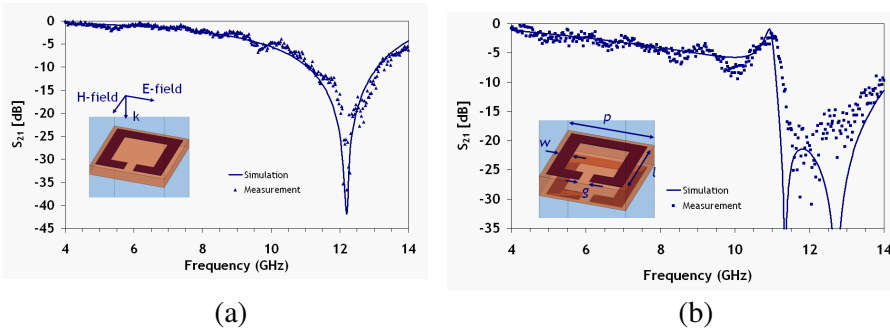 0
-5
-10
-15
-20
-25
-30
-35
-40
-45
S21 [dB]
H-field
E-field
k
Simulation
Measurement
4 6 8 10 12 14
Frequency (GHz)
(a)
0
-5
-10
-15
-20
-25
-30
-35
S21 [dB]
p
w
l
g
Simulation
Measurement
4 6 8 10 12 14
Frequency (GHz)
(b)